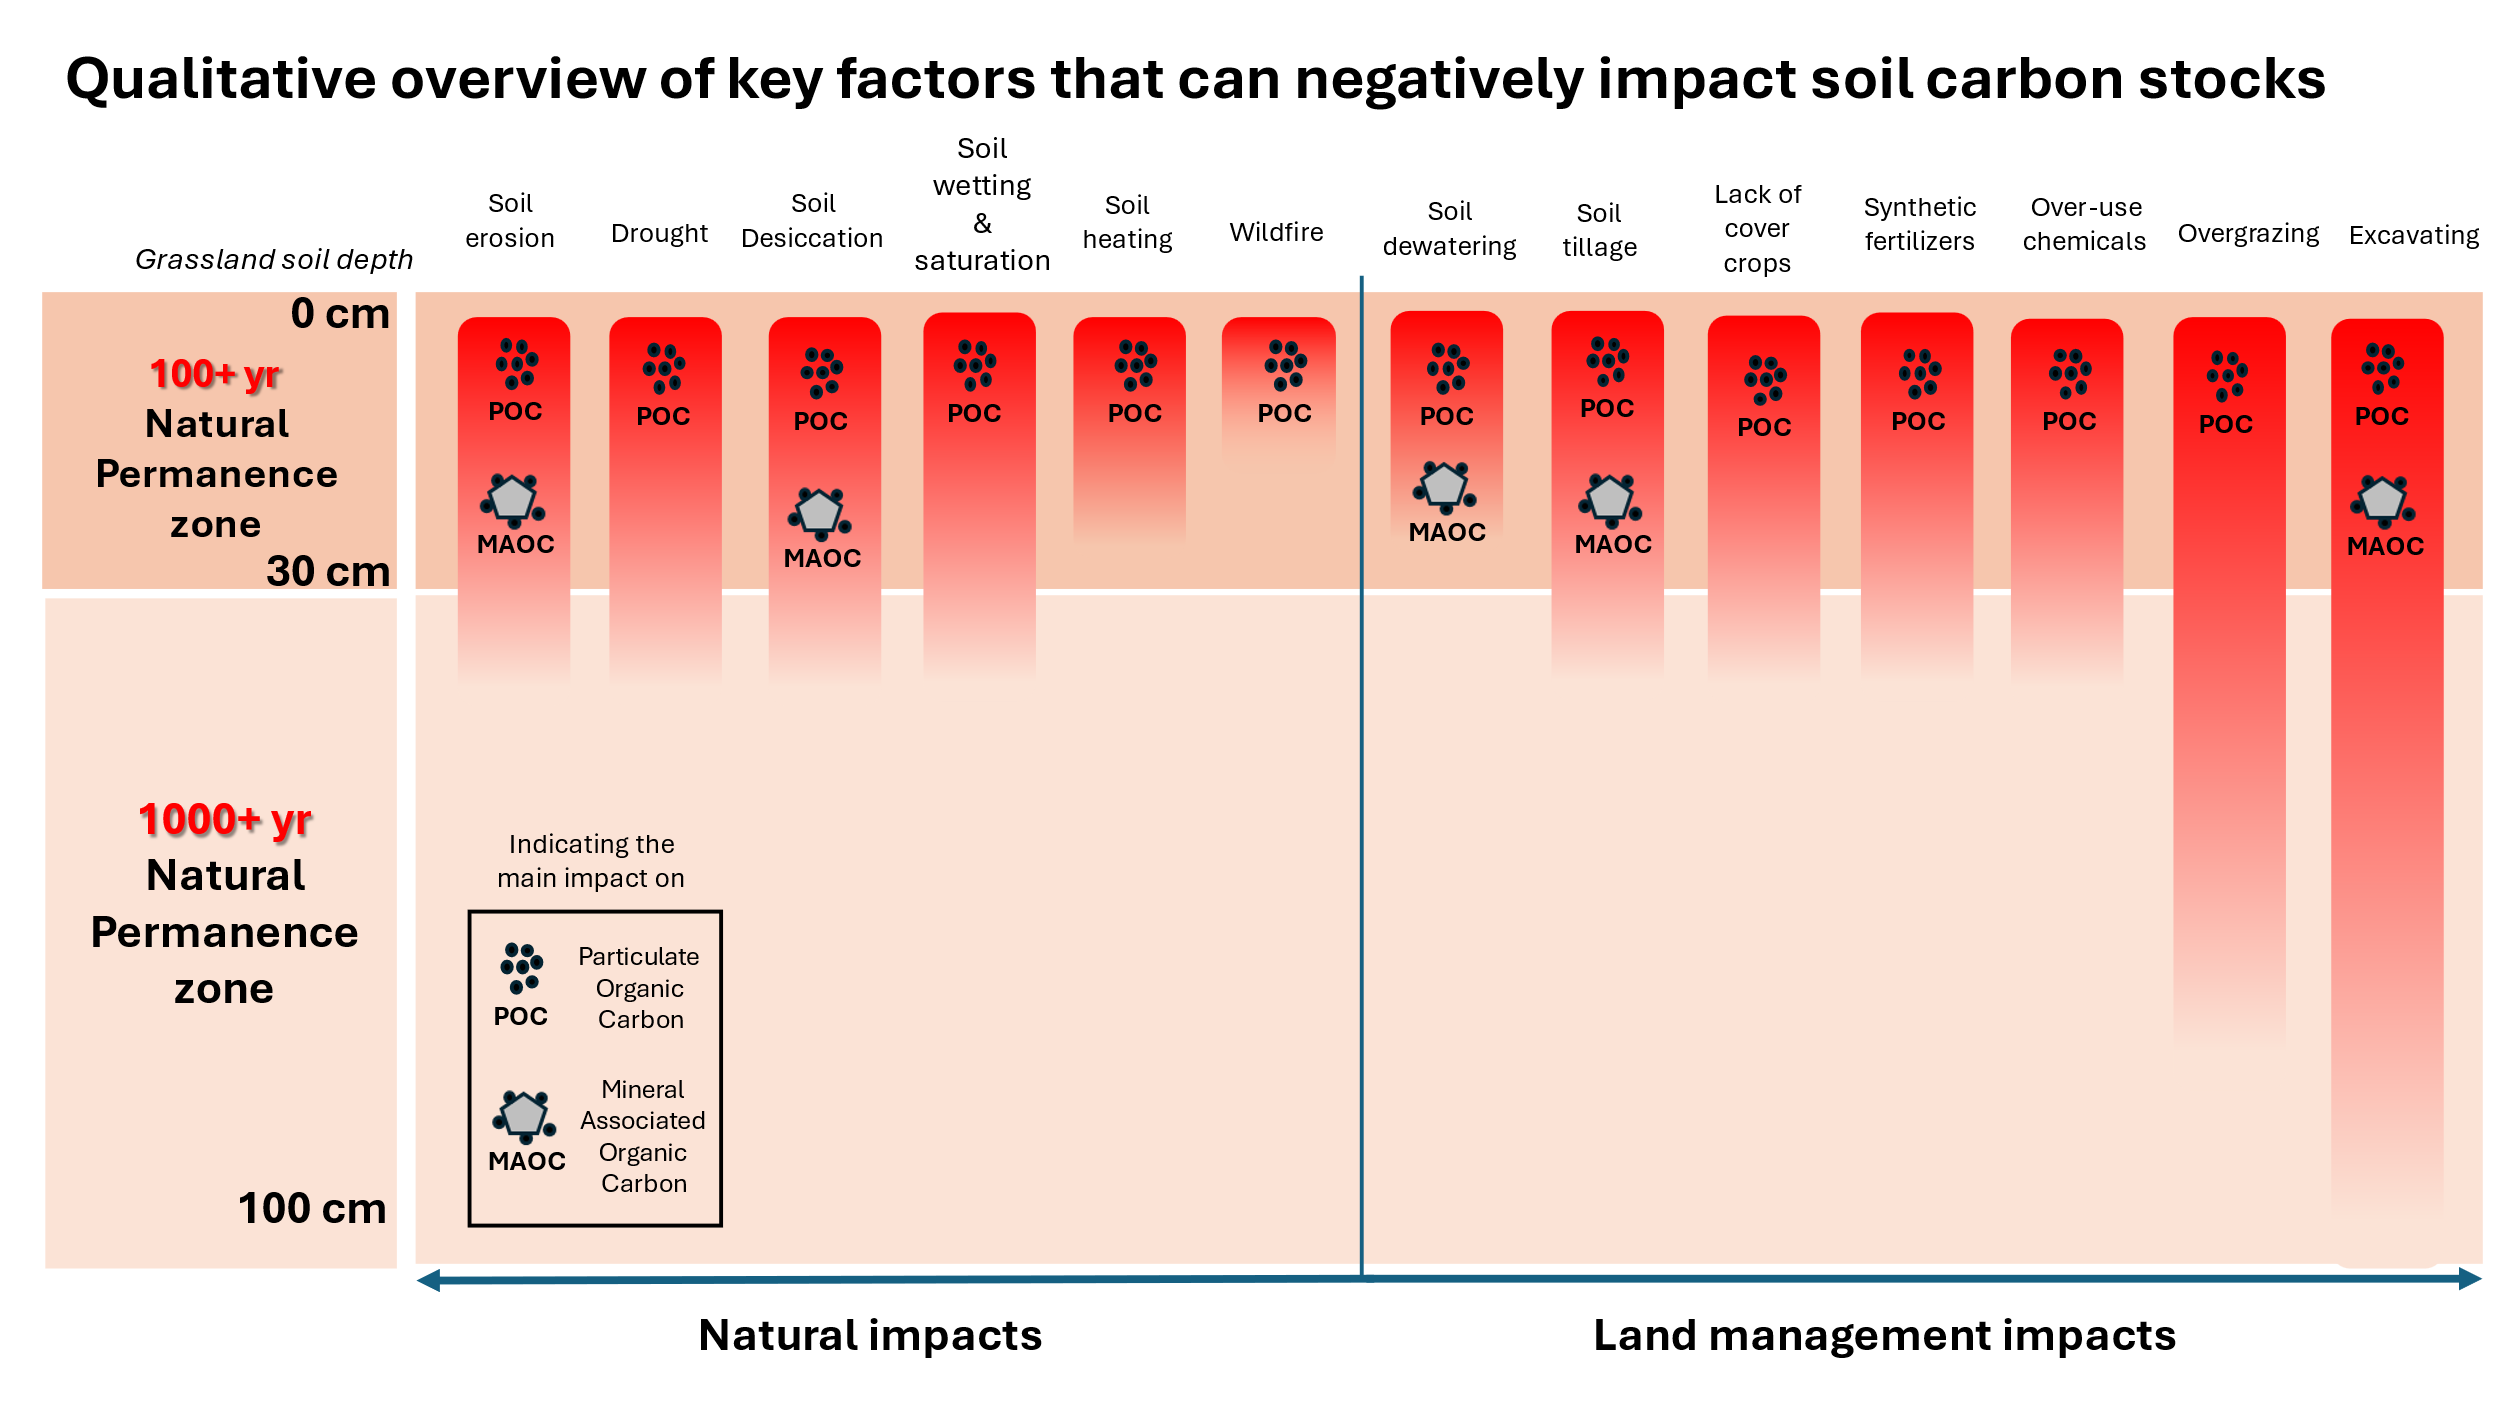 Qualitative overview of key factors that can negatively impact soil carbon stocks
Grassland soil depth
Soil
erosion
Drought
Soil
Desiccation
Soil
wetting
&
saturation
Soil
heating
Wildfire
Soil
dewatering
Soil
tillage
Lack of
cover
crops
Synthetic
fertilizers
Over-use
chemicals
Overgrazing
Excavating
0 cm
100+ yr
Natural
Permanence
zone
30 cm
POC
MAOC
POC
POC
MAOC
POC
POC
POC
POC
MAOC
POC
MAOC
POC
POC
POC
POC
POC
MAOC
1000+ yr
Natural
Permanence
zone
100 cm
Indicating the
main impact on
POC
Particulate
Organic
Carbon
MAOC
Mineral
Associated
Organic
Carbon
Natural impacts
Land management impacts